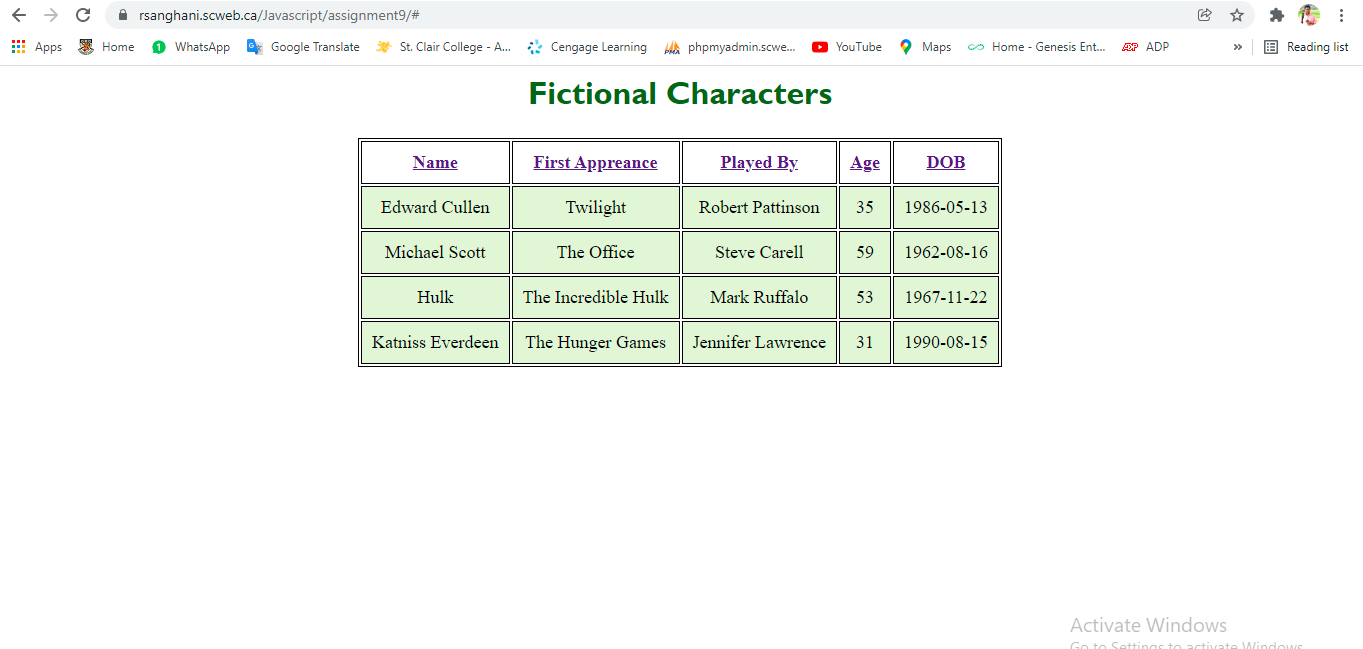 rsanghani.scweb.ca/Javascript/assignment9/#
Apps Home WhatsApp Google Translate St. Clair College - A... Cengage Learning phpmyadmin.scwe... YouTube Maps Home - Genesis Ent... ADP » Reading list
Fictional Characters
Name First Appreance Played By Age DOB
Edward Cullen Twilight Robert Pattinson 35 1986-05-13
Michael Scott The Office Steve Carell 59 1962-08-16
Hulk The Incredible Hulk Mark Ruffalo 53 1967-11-22
Katniss Everdeen The Hunger Games Jennifer Lawrence 31 1990-08-15
Activate Windows
Go to Settings to activate Windows.